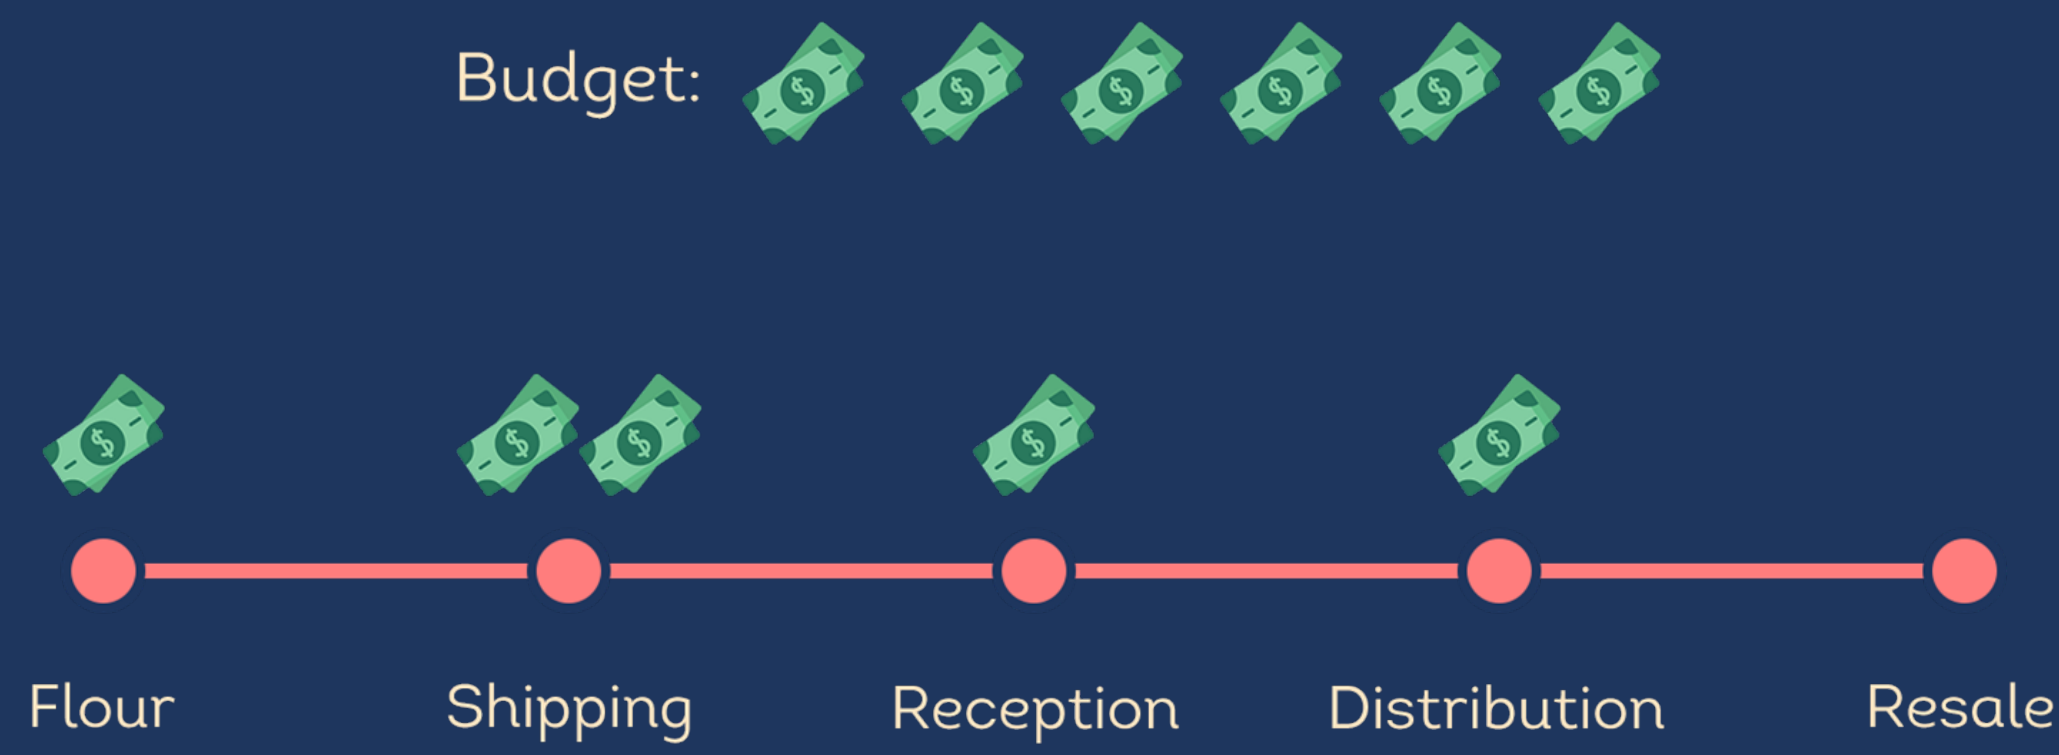 Budget:
$ $ $ $ $ $
$ $ $ $ $
Flour Shipping Reception Distribution Resale